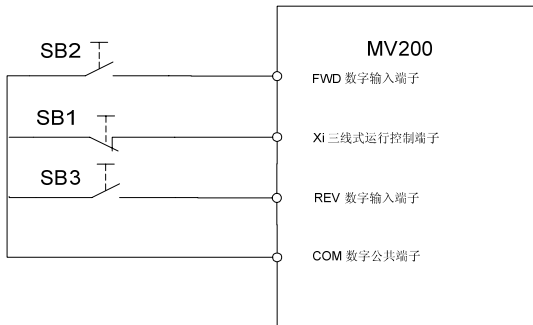 MV200
SB2
FWD 数字输入端子
SB1
Xi 三线式运行控制端子
SB3
REV 数字输入端子
COM 数字公共端子